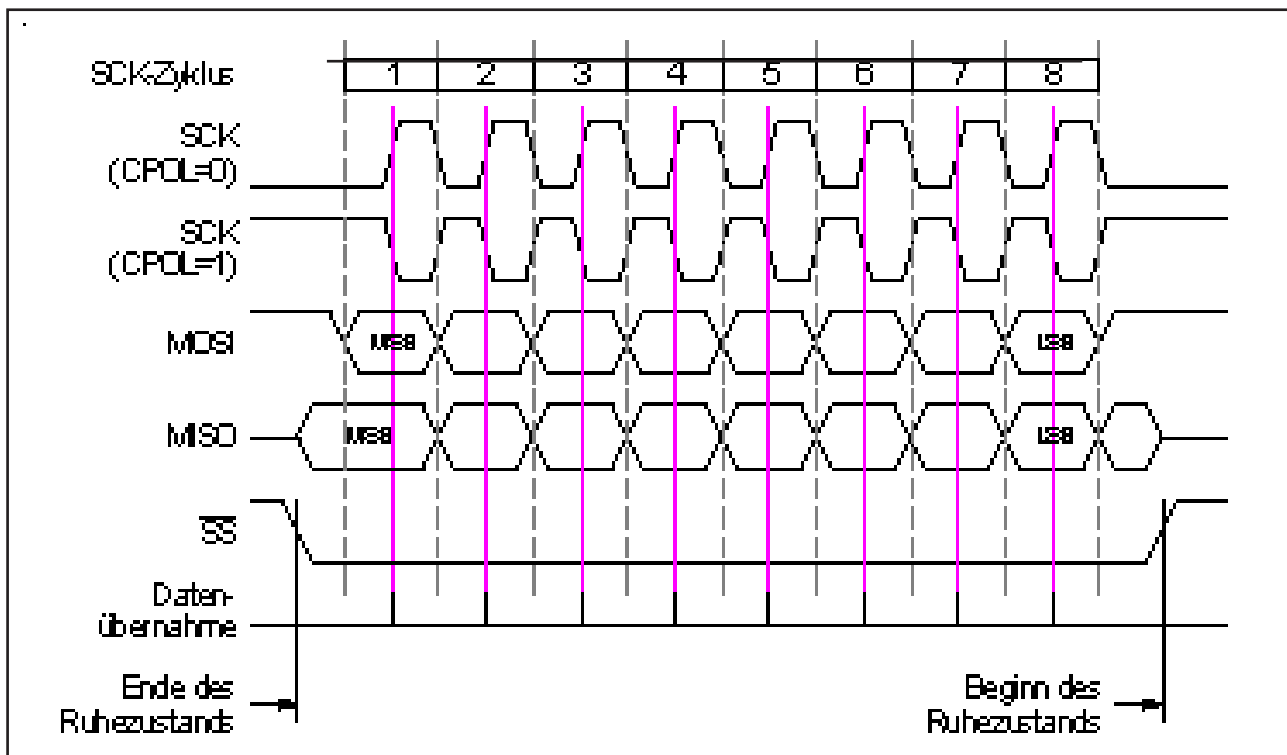 SCK-Zyklus 1 2 3 4 5 6 7 8
SCK
(CPOL=0)
SCK
(CPOL=1)
MOSI MSB LSB
MISO MSB LSB
SS
Daten-
übernahme
Ende des
Ruhezustands
Beginn des
Ruhezustands